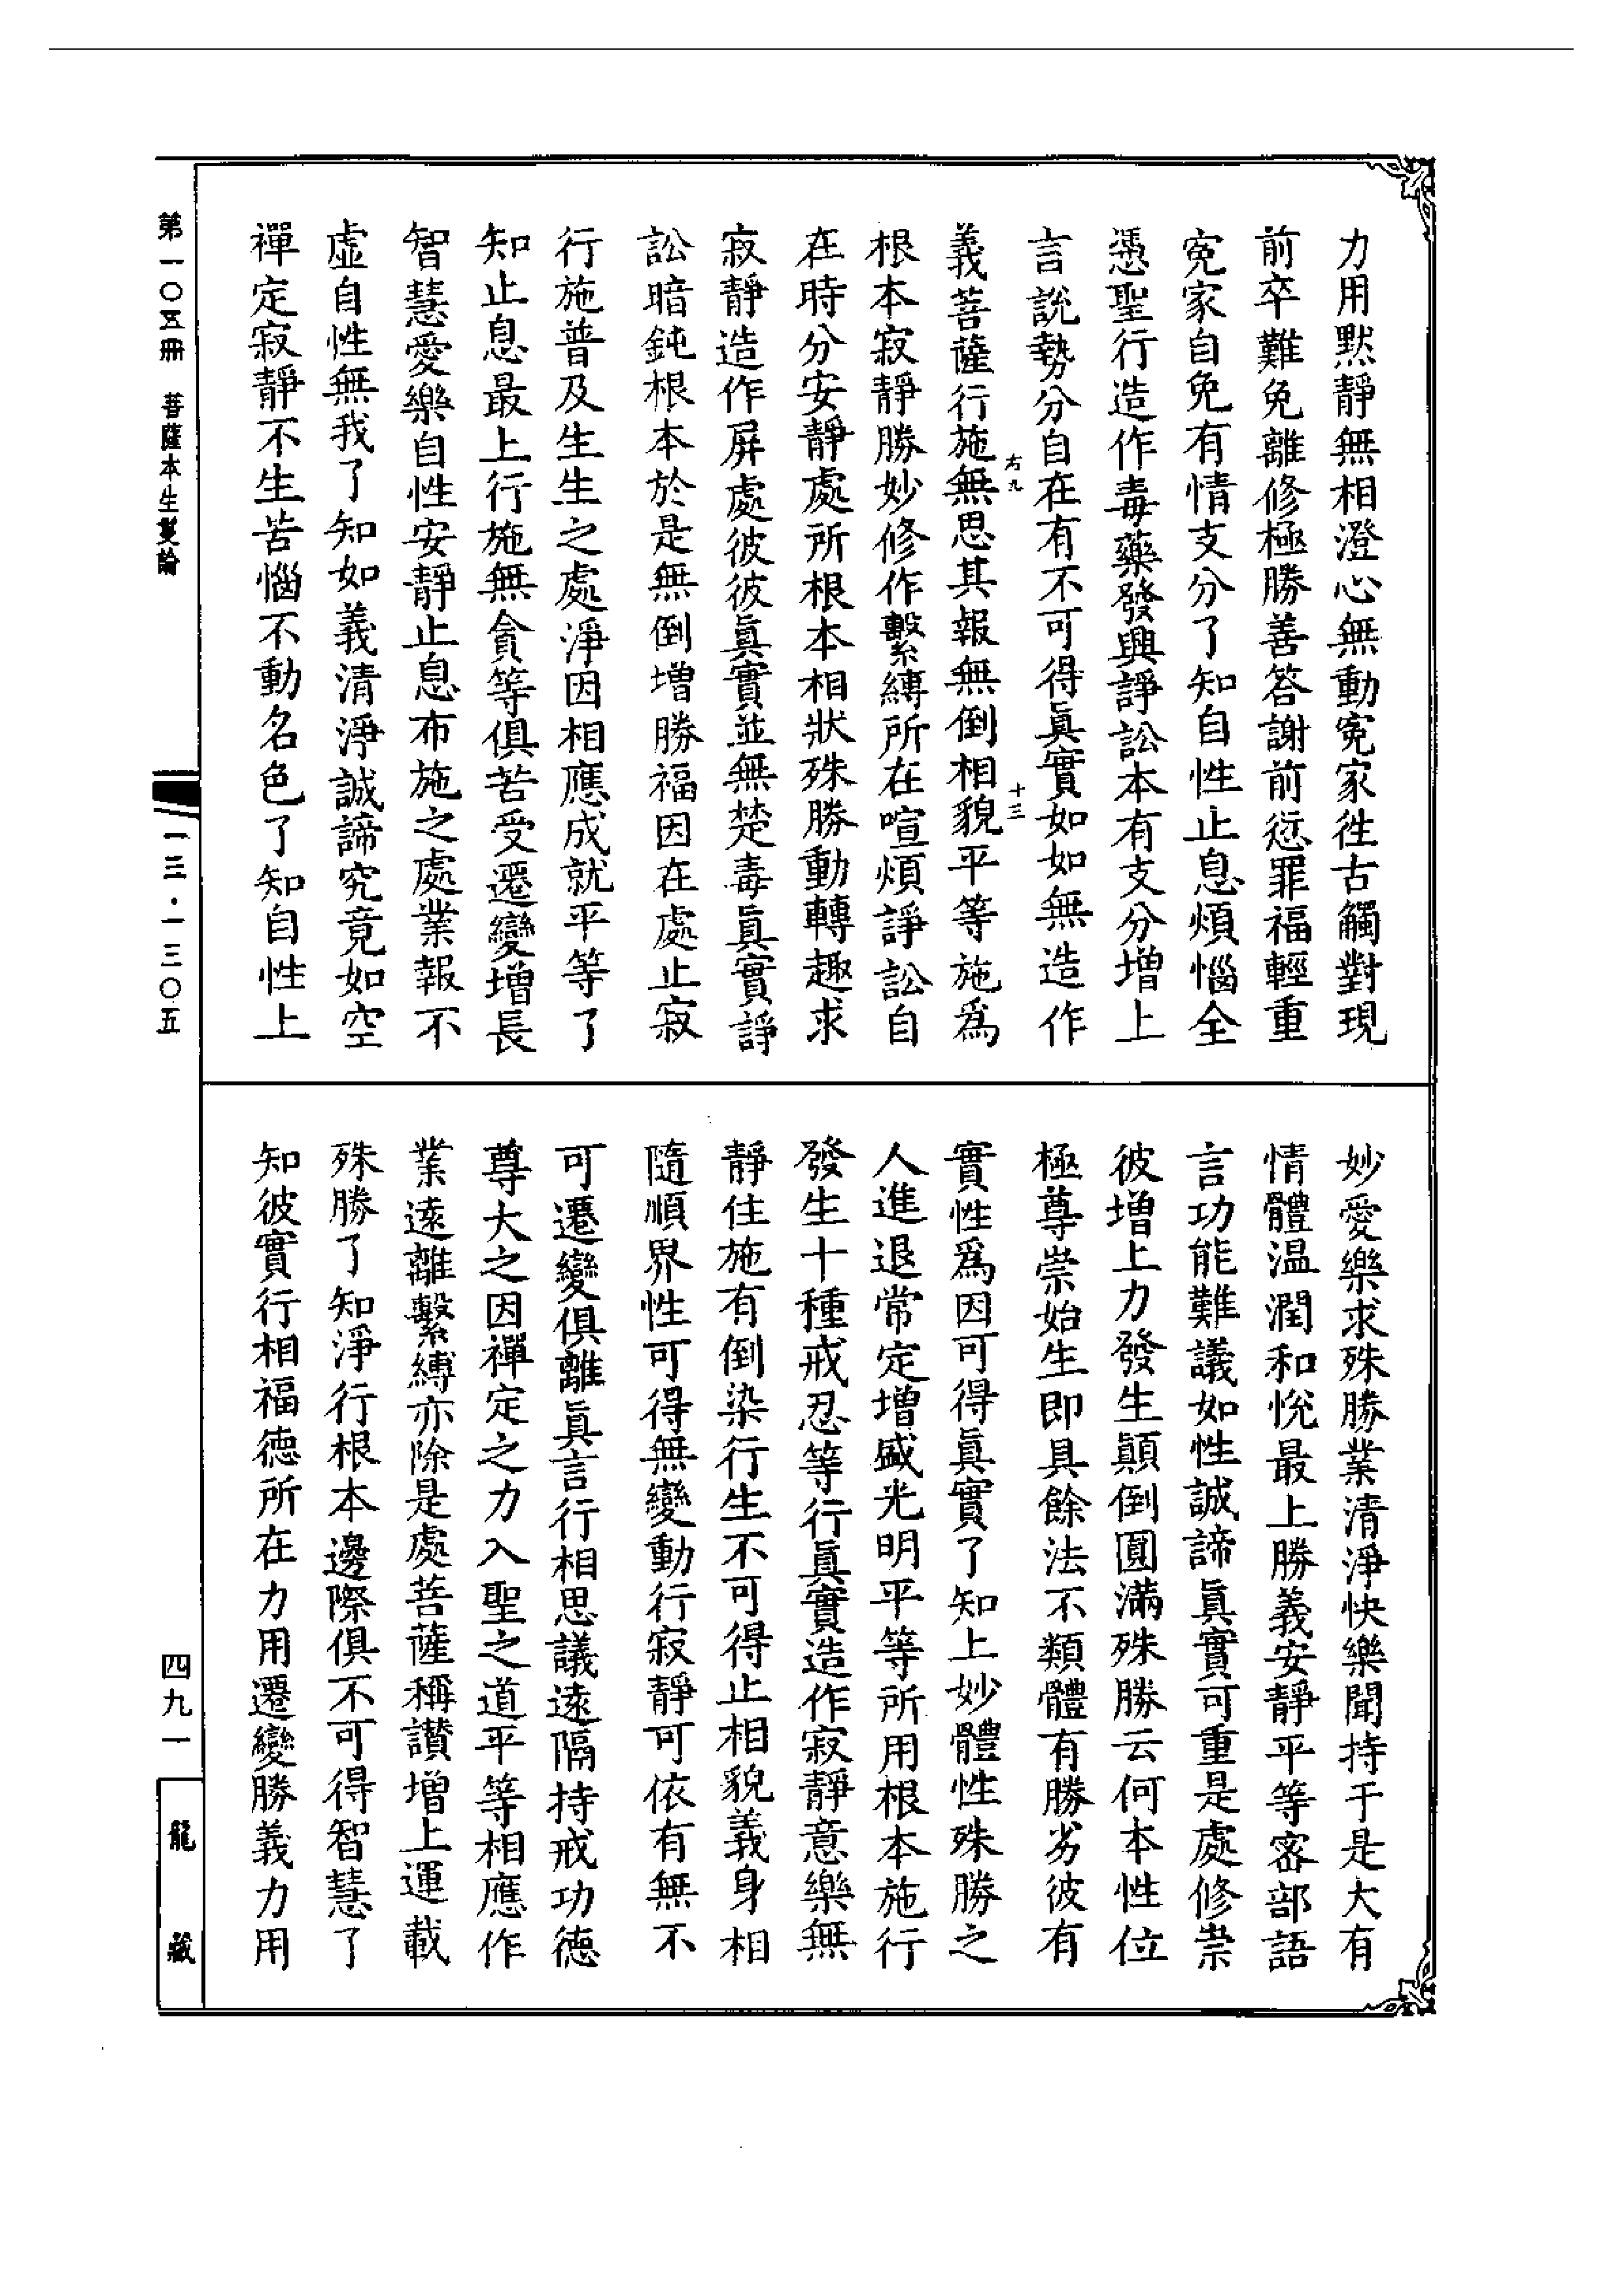 力用默靜無相澄心無動寃家徃古觸對現
前卒難免離修極勝善答謝前愆罪福輕重
寃家自免有情支分了知自性止息煩惱全
憑聖行造作毒藥發興諍訟本有支分增上
言說勢分自在有不可得眞實如如無造作
右九　十三
義菩薩行施無思其報無倒相貌平等施爲
根本寂靜勝妙修作繫縛所在喧煩諍訟自
在時分安靜處所根本相狀殊勝動轉趣求
寂靜造作屏處彼彼眞實並無楚毒眞實諍
訟暗鈍根本於是無倒增勝福因在處止寂
行施普及生生之處淨因相應成就平等了
知止息最上行施無貪等俱苦受遷變增長
智慧愛樂自性安靜止息布施之處業報不
虛自性無我了知如義清淨誠諦究竟如空
禪定寂靜不生苦惱不動名色了知自性上
妙愛樂求殊勝業清淨快樂聞持于是大有
情體温潤和悅最上勝義安靜平等密部語
言功能難議如性誠諦眞實可重是處修崇
彼增上力發生顛倒圓滿殊勝云何本性位
極尊崇始生即具餘法不類體有勝劣彼有
實性爲因可得眞實了知上妙體性殊勝之
人進退常定增盛光明平等所用根本施行
發生十種戒忍等行眞實造作寂靜意樂無
靜住施有倒染行生不可得止相貌義身相
隨順界性可得無變動行寂靜可依有無不
可遷變俱離眞言行相思議遠隔持戒功德
尊大之因禪定之力入聖之道平等相應作
業遠離繫縛亦除是處菩薩稱讃增上運載
殊勝了知淨行根本邊際俱不可得智慧了
知彼實行相福德所在力用遷變勝義力用
第一〇五冊　菩薩本生鬘論
一三·一三〇五
四九一
龍藏